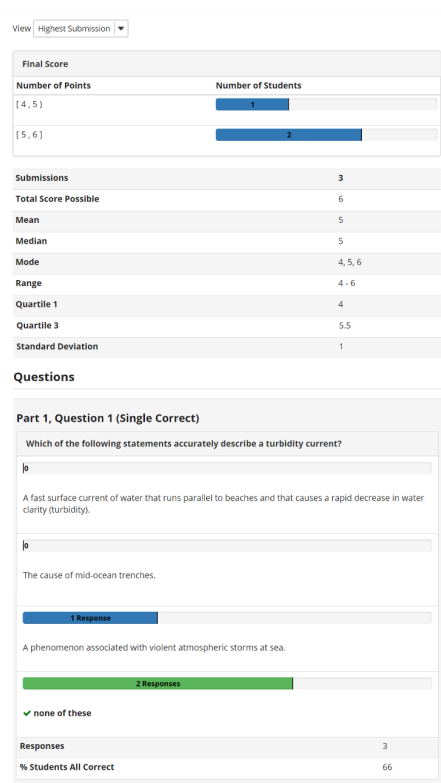 View Highest Submission
Final Score
Number of Points Number of Students
[ 4 , 5 ) 1
[ 5 , 6 ] 2
Submissions 3
Total Score Possible 6
Mean 5
Median 5
Mode 4, 5, 6
Range 4 - 6
Quartile 1 4
Quartile 3 5.5
Standard Deviation 1
Questions
Part 1, Question 1 (Single Correct)
Which of the following statements accurately describe a turbidity current?
0
A fast surface current of water that runs parallel to beaches and that causes a rapid decrease in water
clarity (turbidity).
0
The cause of mid-ocean trenches.
1 Response
A phenomenon associated with violent atmospheric storms at sea.
2 Responses
✔ none of these
Responses 3
% Students All Correct 66